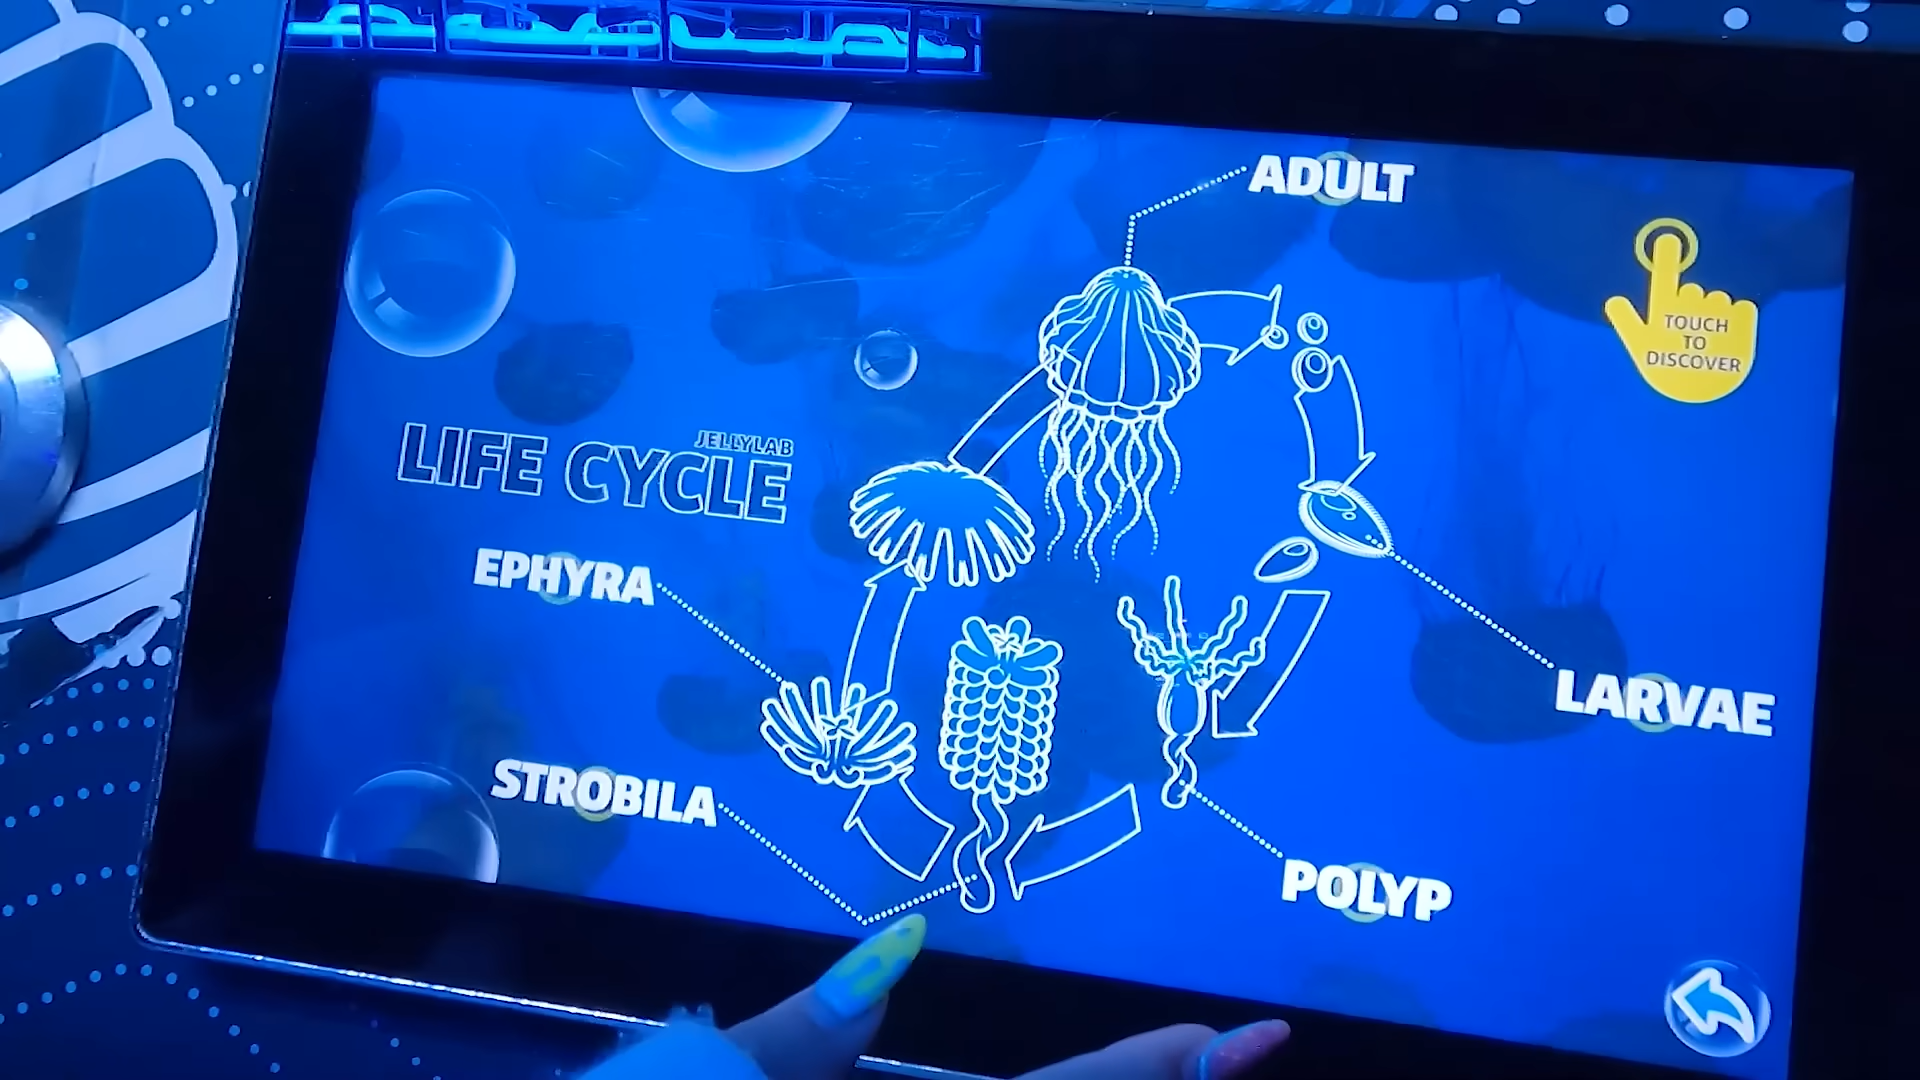 ADULT
TOUCH
TO
DISCOVER
JELLYLAB
LIFE CYCLE
EPHYRA
LARVAE
STROBILA
POLYP